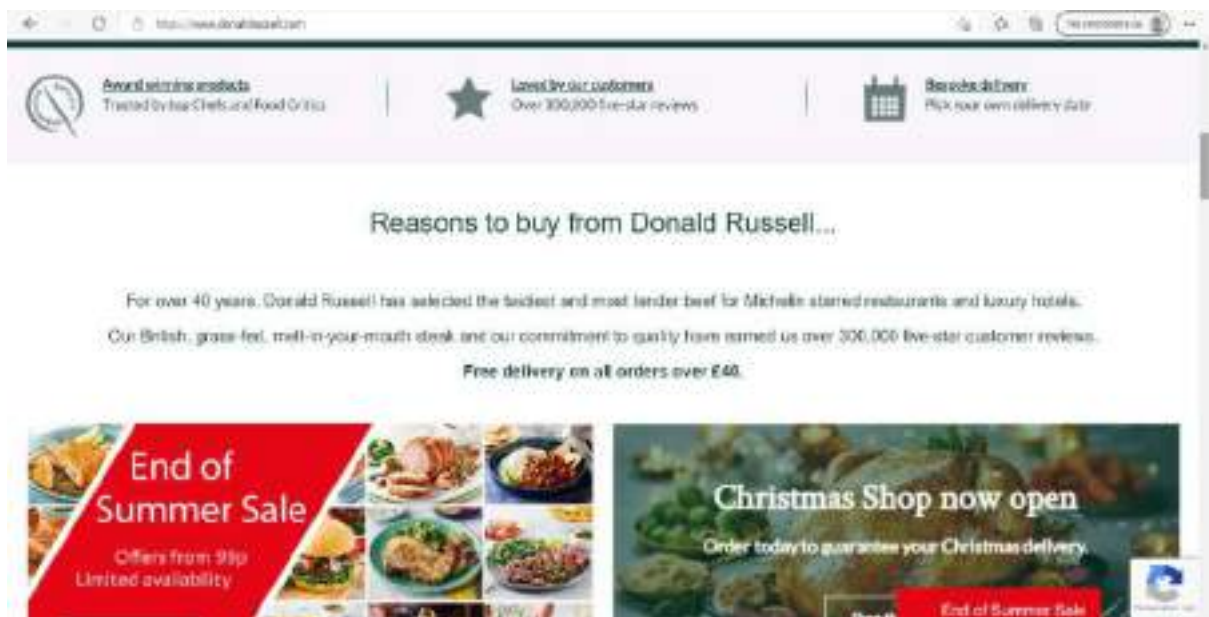 Award winning products
Trusted by top Chefs and Food Critics
Loved by our customers
Over 300,000 five-star reviews
Bespoke delivery
Pick your own delivery date
Reasons to buy from Donald Russell...
For over 40 years, Donald Russell has selected the tastiest and most tender beef for Michelin starred restaurants and luxury hotels.
Our British, grass-fed, melt-in-your-mouth steak and our commitment to quality have earned us over 300,000 five-star customer reviews.
Free delivery on all orders over £40.
End of
Summer Sale
Offers from 99p
Limited availability
Christmas Shop now open
Order today to guarantee your Christmas delivery.
End of Summer Sale